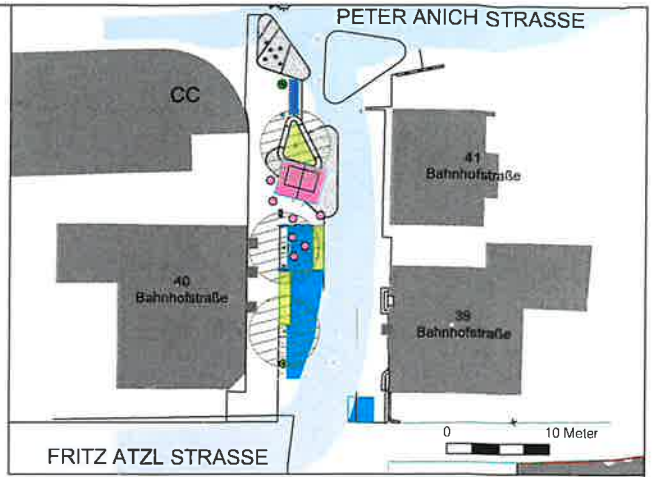 PETER ANICH STRASSE
CC
41
Bahnhofstraße
40
Bahnhofstraße
39
Bahnhofstraße
0 10 Meter
FRITZ ATZL STRASSE